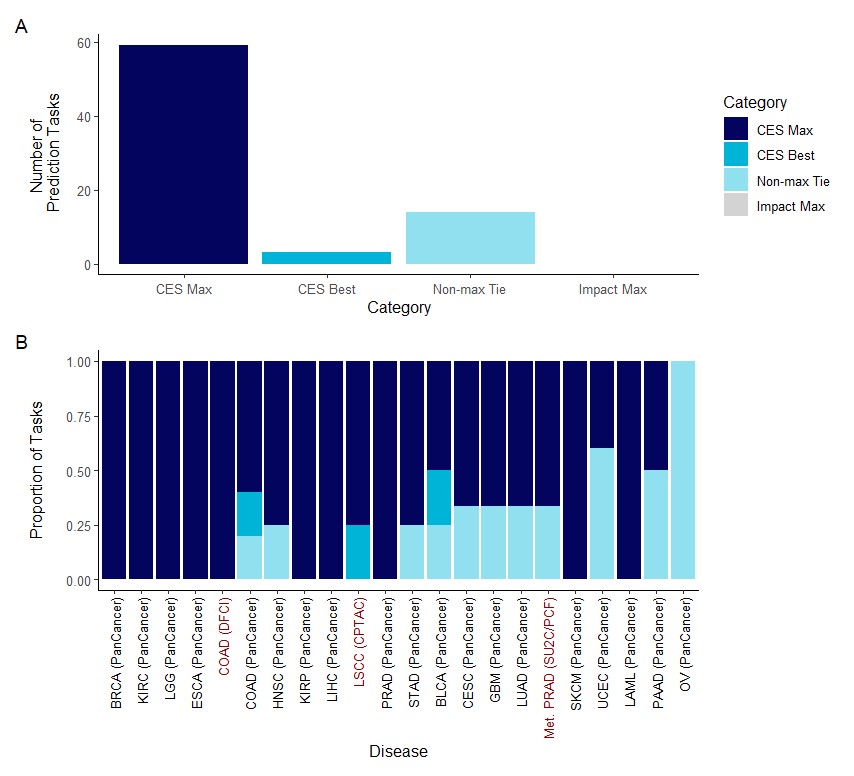 A
Number of
Prediction Tasks
60
40
20
0
CES Max
CES Best
Non-max Tie
Impact Max
Category
Category
CES Max
CES Best
Non-max Tie
Impact Max
B
Proportion of Tasks
1.00
0.75
0.50
0.25
0.00
BRCA (PanCancer)
KIRC (PanCancer)
LGG (PanCancer)
ESCA (PanCancer)
COAD (DFCI)
COAD (PanCancer)
HNSC (PanCancer)
KIRP (PanCancer)
LIHC (PanCancer)
LSCC (CPTAC)
PRAD (PanCancer)
STAD (PanCancer)
BLCA (PanCancer)
CESC (PanCancer)
GBM (PanCancer)
LUAD (PanCancer)
Met. PRAD (SU2C/PCF)
SKCM (PanCancer)
UCEC (PanCancer)
LAML (PanCancer)
PAAD (PanCancer)
OV (PanCancer)
Disease